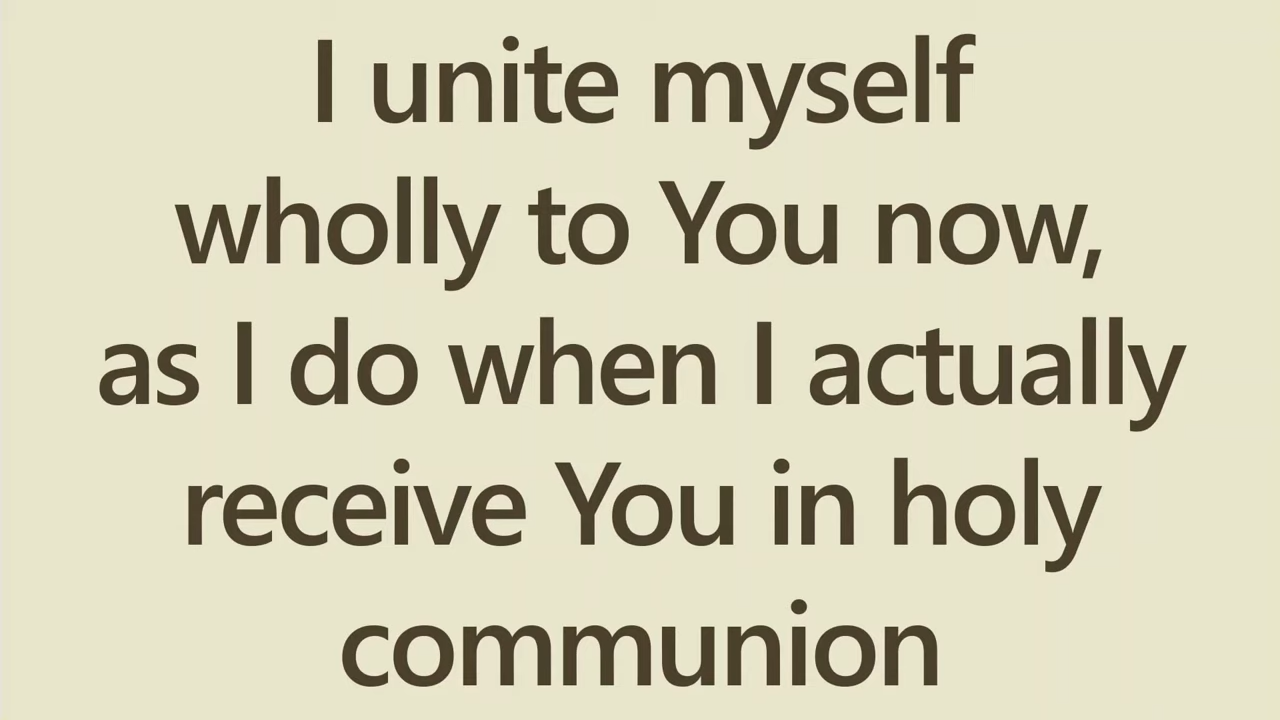 I unite myself
wholly to You now,
as I do when I actually
receive You in holy
communion